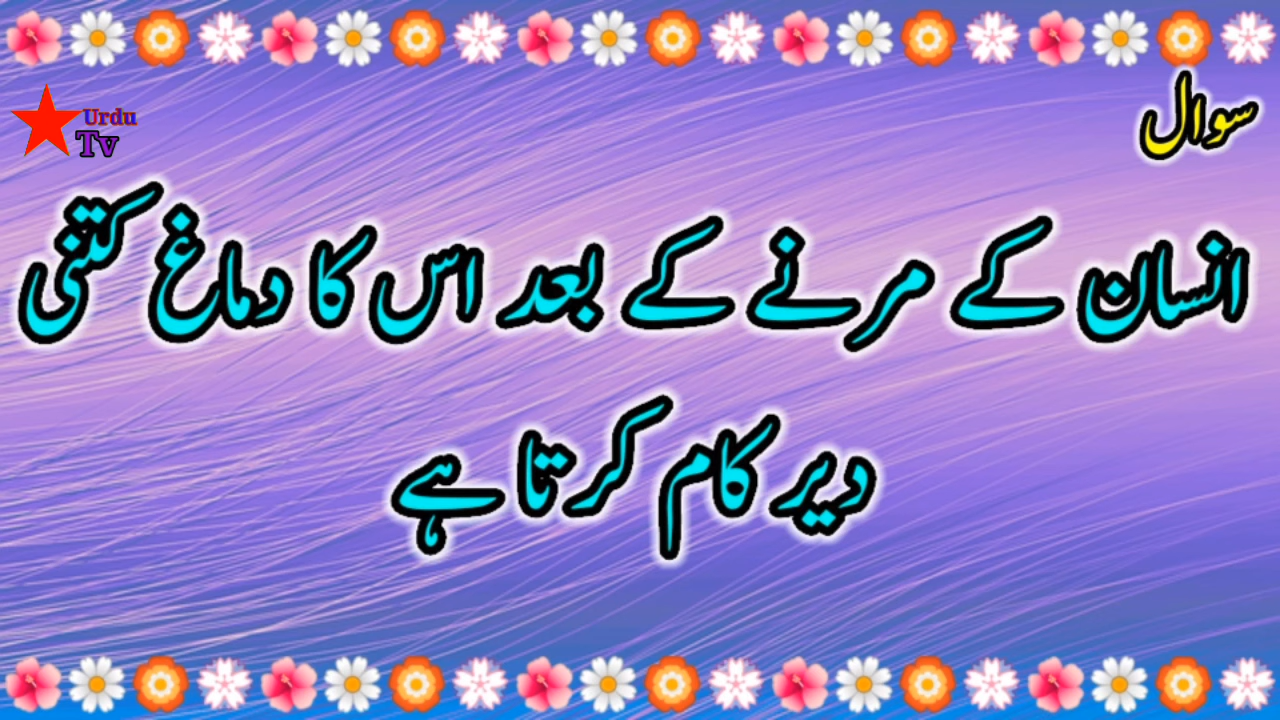 سوال
Urdu
Tv
انسان کے مرنے کے بعد اس کا دماغ کتنی
دیر کام کرتا ہے